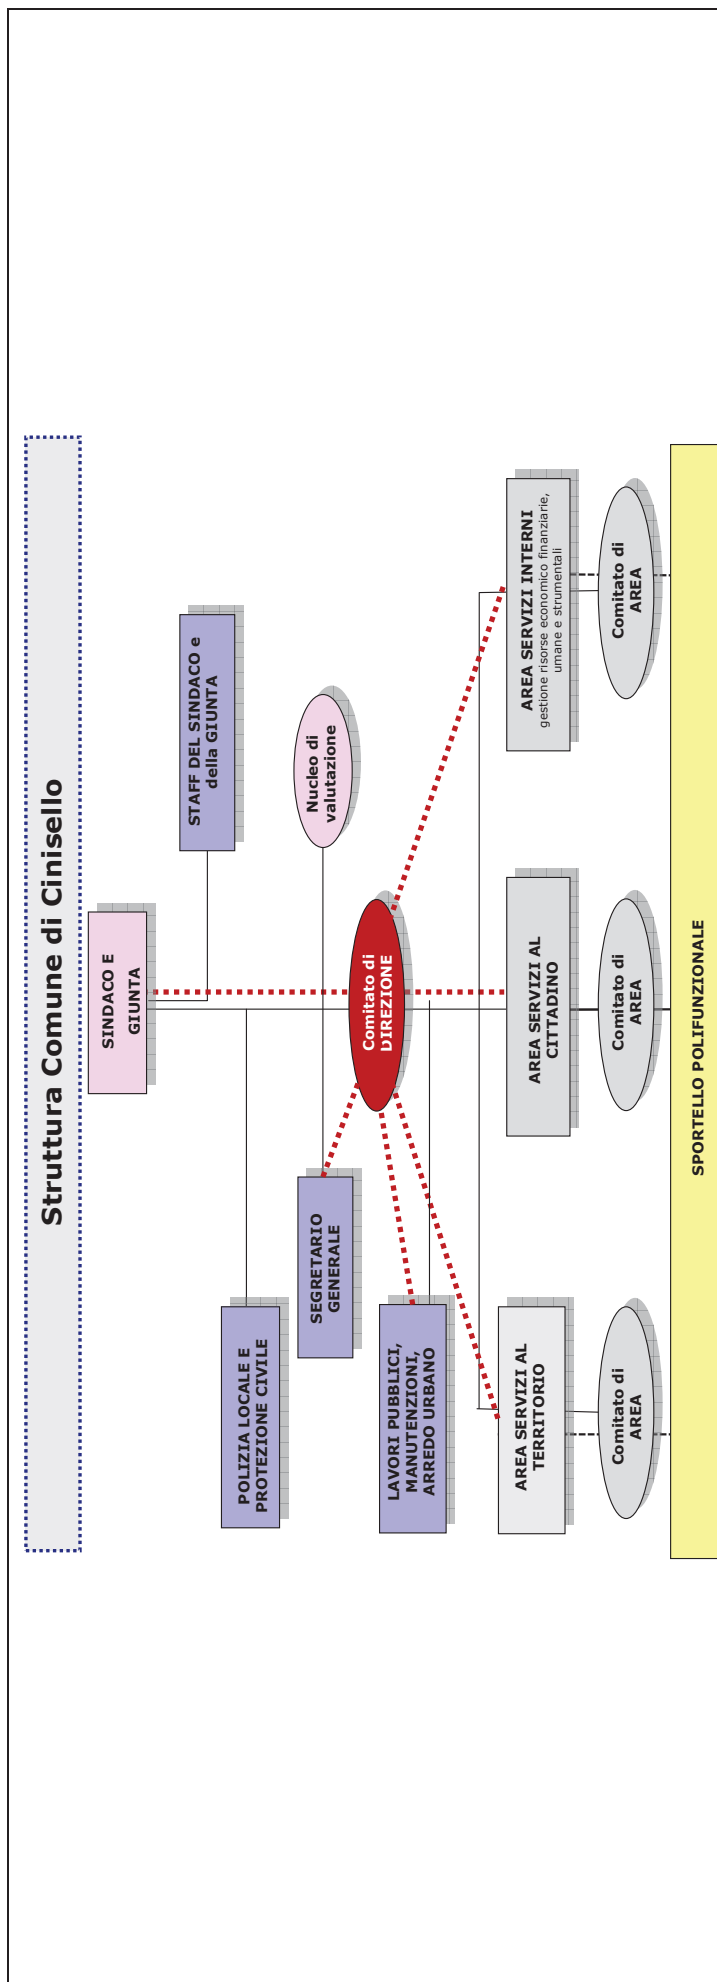 Struttura Comune di Cinisello
SINDACO E
GIUNTA
STAFF DEL SINDACO e
della GIUNTA
POLIZIA LOCALE E
PROTEZIONE CIVILE
SEGRETARIO
GENERALE
Nucleo di
valutazione
Comitato di
DIREZIONE
LAVORI PUBBLICI,
MANUTENZIONI,
ARREDO URBANO
AREA SERVIZI AL
TERRITORIO
AREA SERVIZI AL
CITTADINO
AREA SERVIZI INTERNI
gestione risorse economico finanziarie,
umane e strumentali
Comitato di
AREA
Comitato di
AREA
Comitato di
AREA
SPORTELLO POLIFUNZIONALE